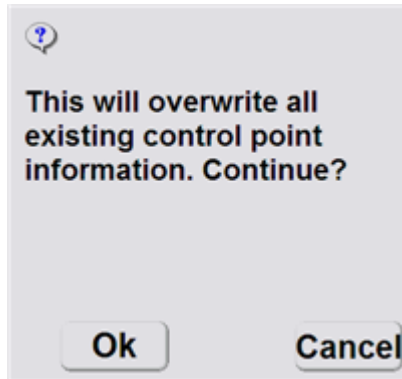 This will overwrite all
existing control point
information. Continue?
Ok
Cancel